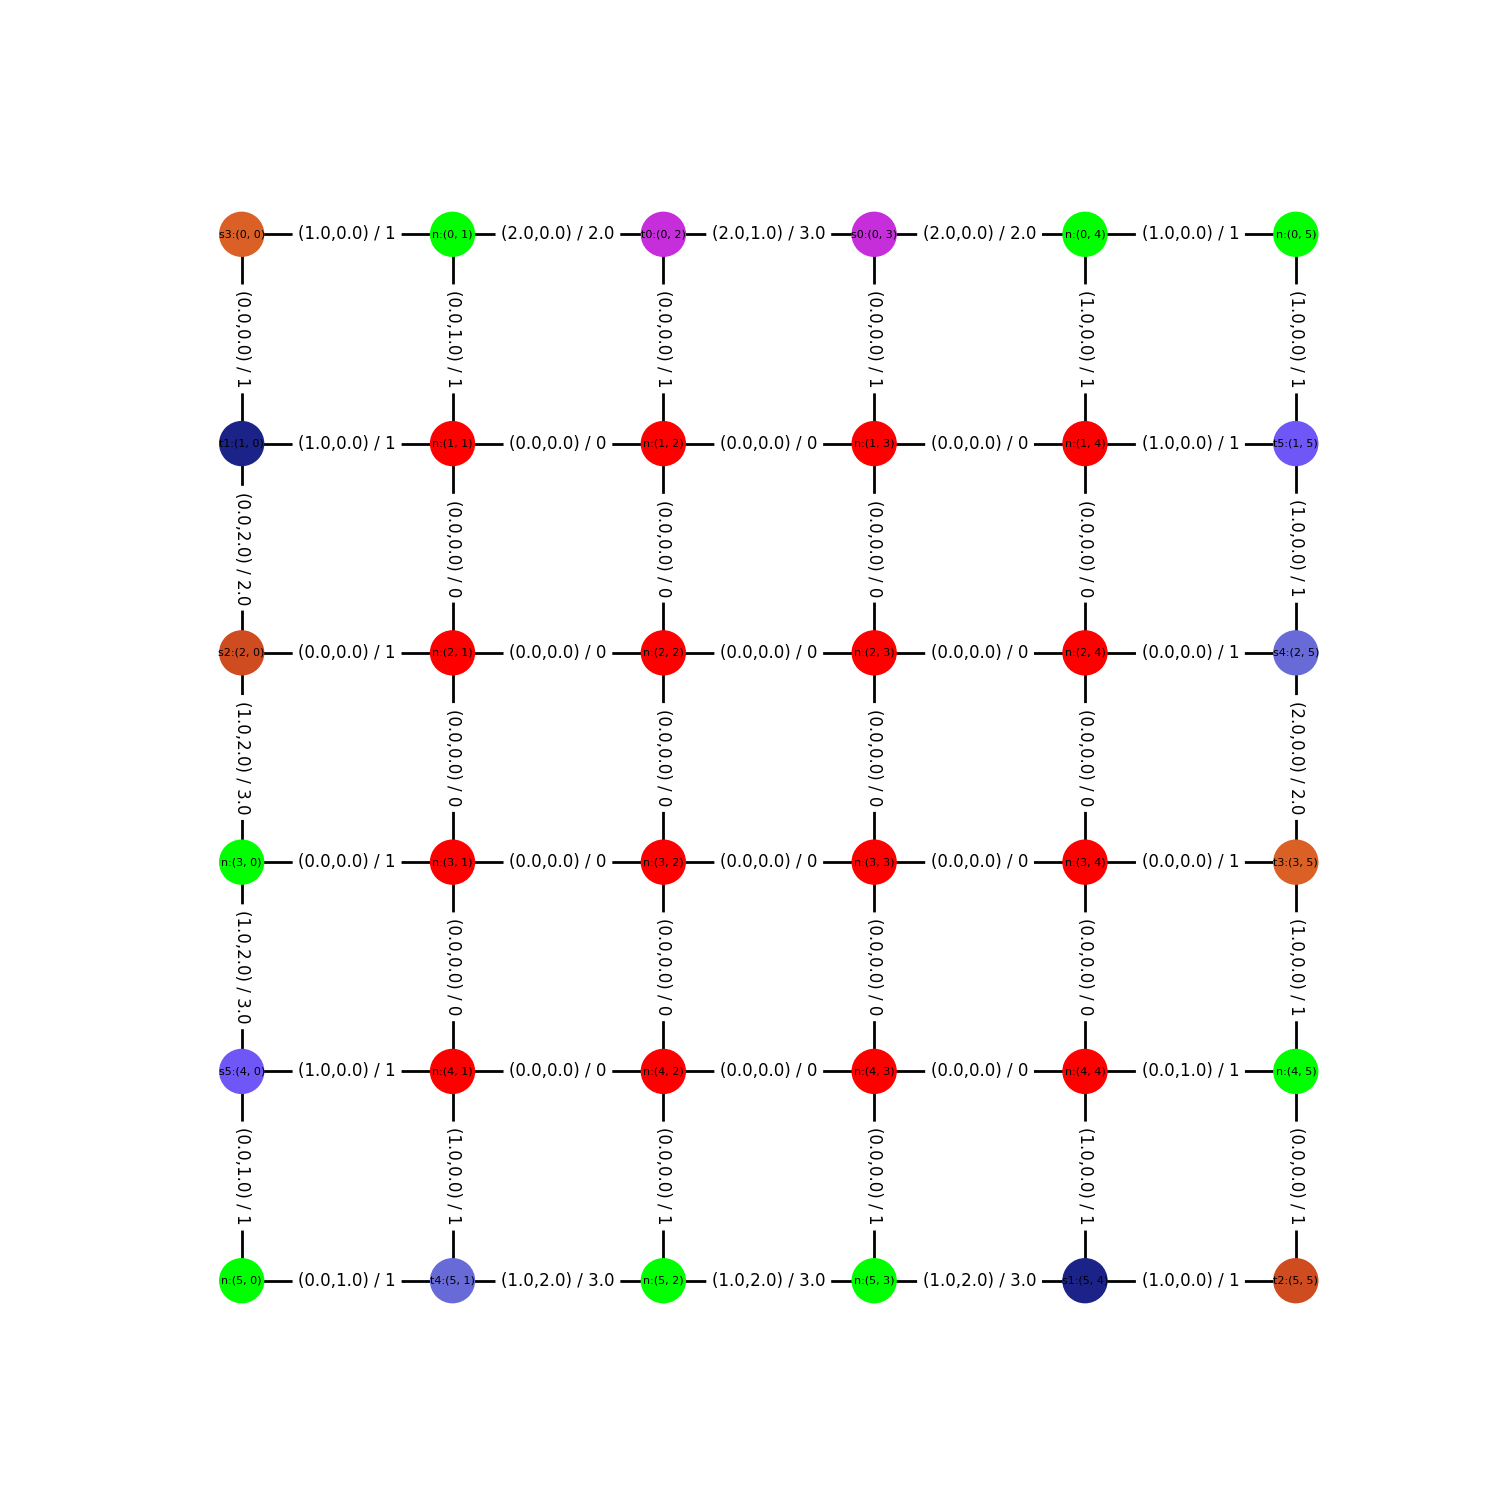 s3:(0, 0) (1.0,0.0) / 1 n:(0, 1) (2.0,0.0) / 2.0 t0:(0, 2) (2.0,1.0) / 3.0 s0:(0, 3) (2.0,0.0) / 2.0 n:(0, 4) (1.0,0.0) / 1 n:(0, 5)
(0.0,0.0) / 1 (0.0,1.0) / 1 (0.0,0.0) / 1 (0.0,0.0) / 1 (1.0,0.0) / 1 (1.0,0.0) / 1
t1:(1, 0) (1.0,0.0) / 1 n:(1, 1) (0.0,0.0) / 0 n:(1, 2) (0.0,0.0) / 0 n:(1, 3) (0.0,0.0) / 0 n:(1, 4) (1.0,0.0) / 1 t5:(1, 5)
(0.0,2.0) / 2.0 (0.0,0.0) / 0 (0.0,0.0) / 0 (0.0,0.0) / 0 (0.0,0.0) / 0 (1.0,0.0) / 1
s2:(2, 0) (0.0,0.0) / 1 n:(2, 1) (0.0,0.0) / 0 n:(2, 2) (0.0,0.0) / 0 n:(2, 3) (0.0,0.0) / 0 n:(2, 4) (0.0,0.0) / 1 s4:(2, 5)
(1.0,2.0) / 3.0 (0.0,0.0) / 0 (0.0,0.0) / 0 (0.0,0.0) / 0 (0.0,0.0) / 0 (2.0,0.0) / 2.0
n:(3, 0) (0.0,0.0) / 1 n:(3, 1) (0.0,0.0) / 0 n:(3, 2) (0.0,0.0) / 0 n:(3, 3) (0.0,0.0) / 0 n:(3, 4) (0.0,0.0) / 1 t3:(3, 5)
(1.0,2.0) / 3.0 (0.0,0.0) / 0 (0.0,0.0) / 0 (0.0,0.0) / 0 (0.0,0.0) / 0 (1.0,0.0) / 1
s5:(4, 0) (1.0,0.0) / 1 n:(4, 1) (0.0,0.0) / 0 n:(4, 2) (0.0,0.0) / 0 n:(4, 3) (0.0,0.0) / 0 n:(4, 4) (0.0,1.0) / 1 n:(4, 5)
(0.0,1.0) / 1 (1.0,0.0) / 1 (0.0,0.0) / 1 (0.0,0.0) / 1 (1.0,0.0) / 1 (0.0,0.0) / 1
n:(5, 0) (0.0,1.0) / 1 t4:(5, 1) (1.0,2.0) / 3.0 n:(5, 2) (1.0,2.0) / 3.0 n:(5, 3) (1.0,2.0) / 3.0 s1:(5, 4) (1.0,0.0) / 1 t2:(5, 5)